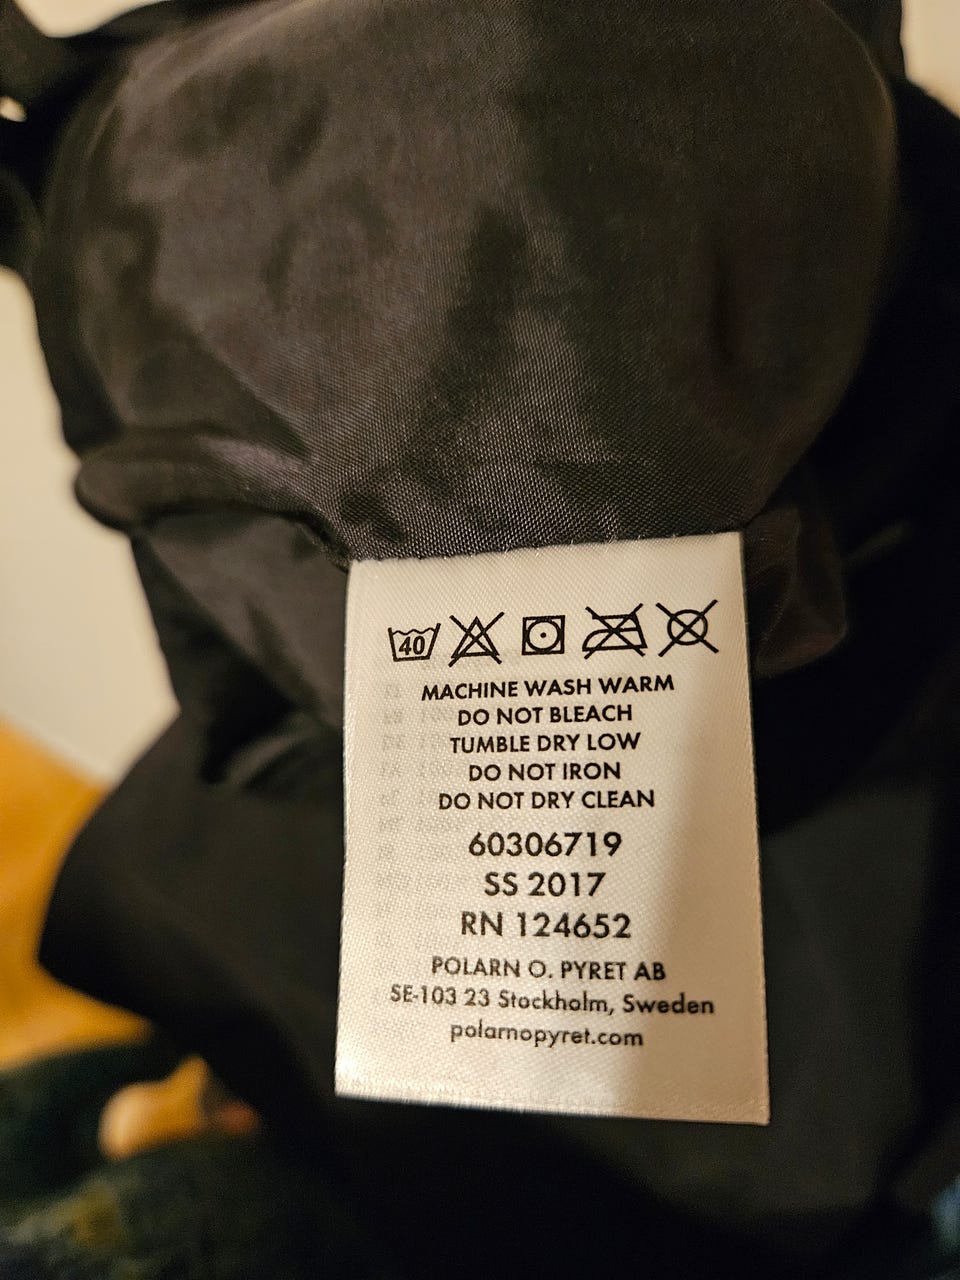 40
MACHINE WASH WARM
DO NOT BLEACH
TUMBLE DRY LOW
DO NOT IRON
DO NOT DRY CLEAN
60306719
SS 2017
RN 124652
POLARN O. PYRET AB
SE-103 23 Stockholm, Sweden
polarnopyret.com